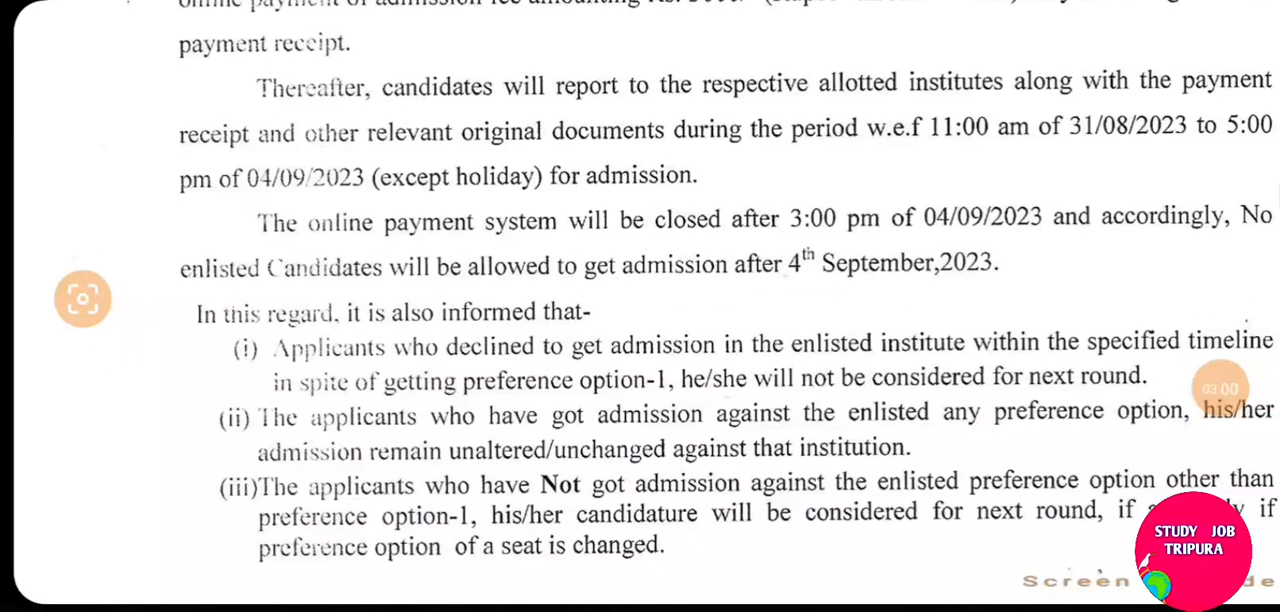 payment receipt.
Thereafter, candidates will report to the respective allotted institutes along with the payment
receipt and other relevant original documents during the period w.e.f 11:00 am of 31/08/2023 to 5:00
pm of 04/09/2023 (except holiday) for admission.
The online payment system will be closed after 3:00 pm of 04/09/2023 and accordingly, No
enlisted Candidates will be allowed to get admission after 4th September,2023.
In this regard, it is also informed that-
(i) Applicants who declined to get admission in the enlisted institute within the specified timeline
in spite of getting preference option-1, he/she will not be considered for next round.
03:00
(ii) The applicants who have got admission against the enlisted any preference option, his/her
admission remain unaltered/unchanged against that institution.
(iii)The applicants who have Not got admission against the enlisted preference option other than
preference option-1, his/her candidature will be considered for next round, if if
preference option of a seat is changed.
STUDY JOB
TRIPURA
Screen